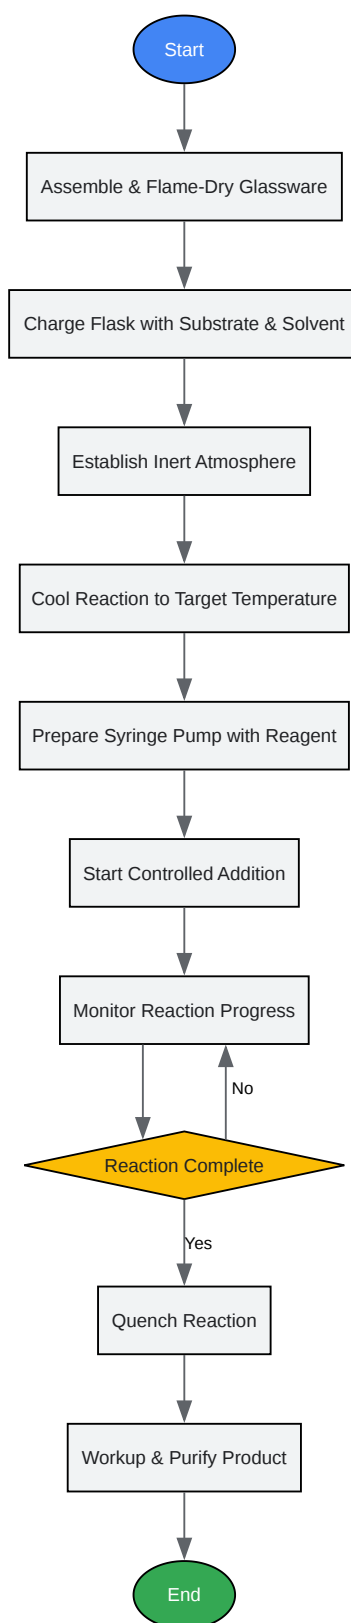 Start
Assemble & Flame-Dry Glassware
Charge Flask with Substrate & Solvent
Establish Inert Atmosphere
Cool Reaction to Target Temperature
Prepare Syringe Pump with Reagent
Start Controlled Addition
Monitor Reaction Progress
No
Reaction Complete
Yes
Quench Reaction
Workup & Purify Product
End